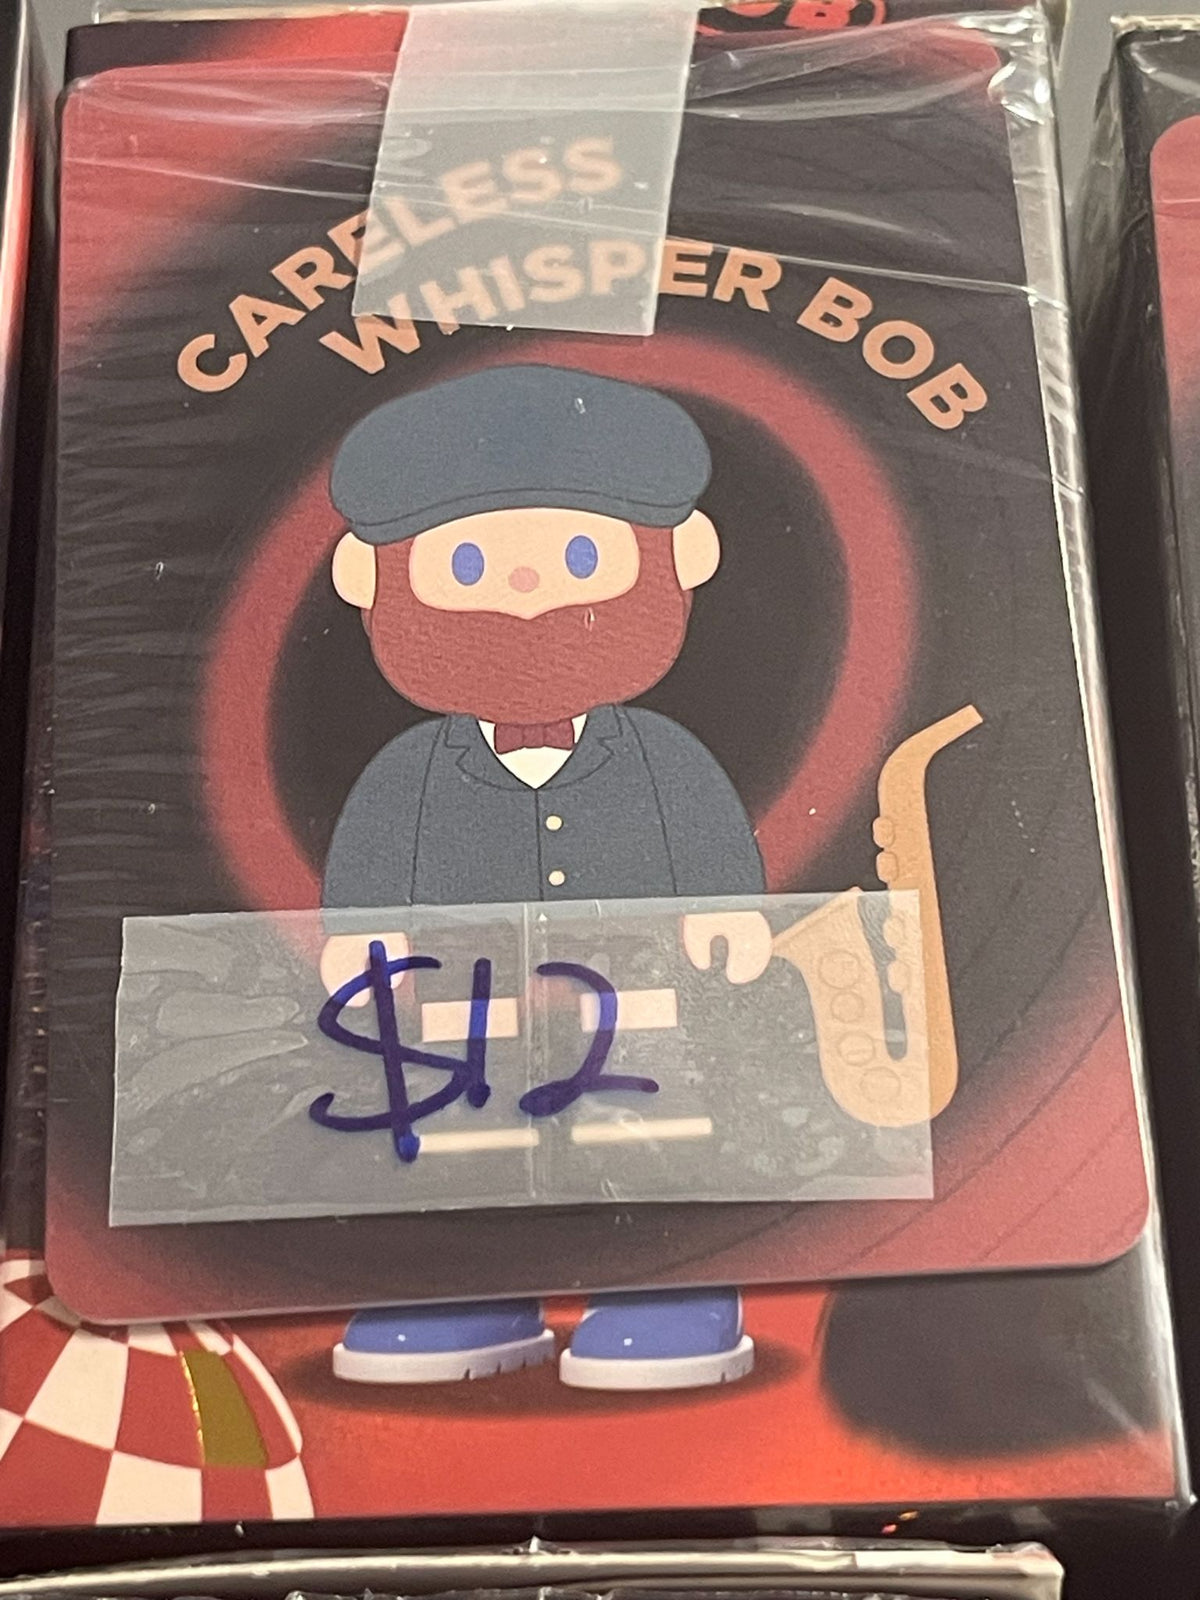 CARELESS
WHISPER BOB
$12